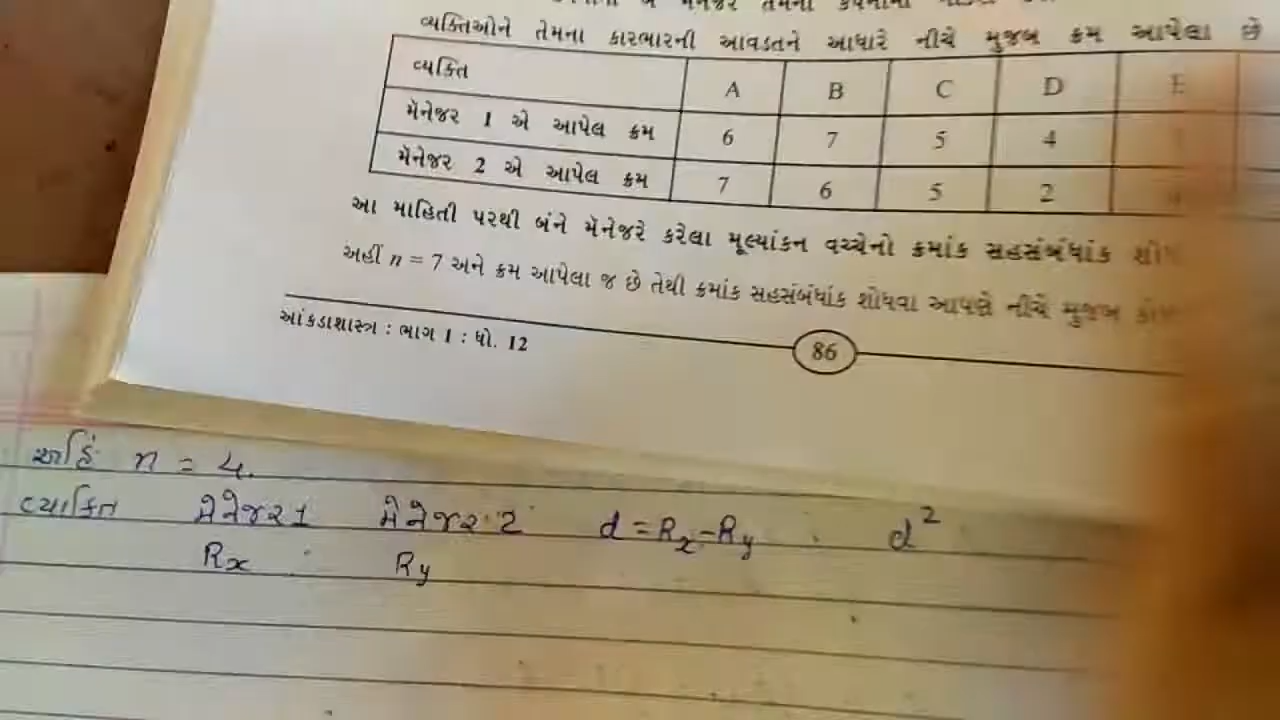 વ્યક્તિઓને તેમના કારભારની આવડતને આધારે નીચે મુજબ ક્રમ આપેલા છે
વ્યક્તિ A B C D E
મૅનેજર 1 એ આપેલ ક્રમ 6 7 5 4
મૅનેજર 2 એ આપેલ ક્રમ 7 6 5 2
આ માહિતી પરથી બંને મૅનેજરે કરેલા મૂલ્યાંકન વચ્ચેનો ક્રમાંક સહસંબંધાંક
અહીં n = 7 અને ક્રમ આપેલા જ છે તેથી ક્રમાંક સહસંબંધાંક શોધવા આપણે નીચે મુજબ
આંકડાશાસ્ત્ર : ભાગ 1 : ધો. 12
86
અહિં n = 4.
વ્યક્તિ મેનેજર 1 મેનેજર 2 d = Rx - Ry d²
Rx Ry